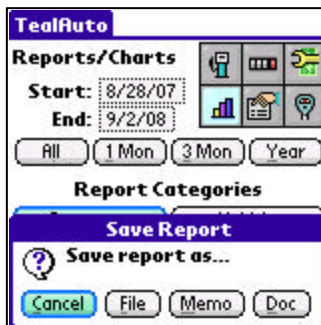 TealAuto
Reports/Charts
Start: 8/28/07
End: 9/2/08
All 1 Mon 3 Mon Year
Report Categories
Save Report
Save report as...
Cancel File Memo Doc